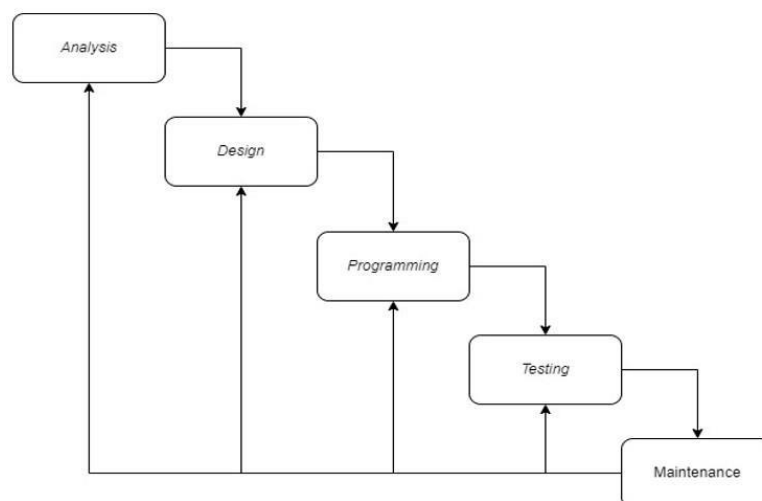 Analysis
Design
Programming
Testing
Maintenance